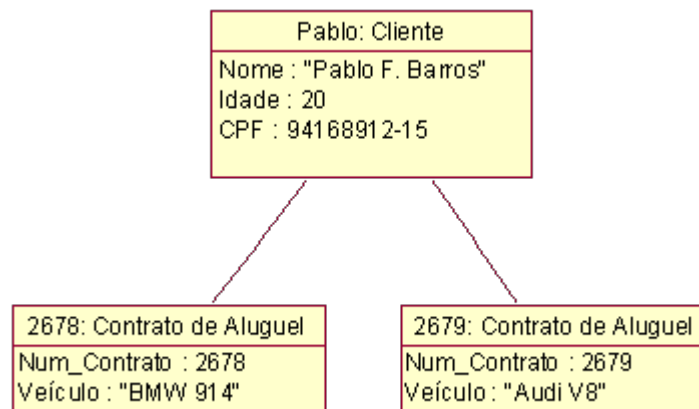 Pablo: Cliente
Nome : "Pablo F. Barros"
Idade : 20
CPF : 94168912-15
2678: Contrato de Aluguel
Num_Contrato : 2678
Veículo : "BMW 914"
2679: Contrato de Aluguel
Num_Contrato : 2679
Veículo : "Audi V8"